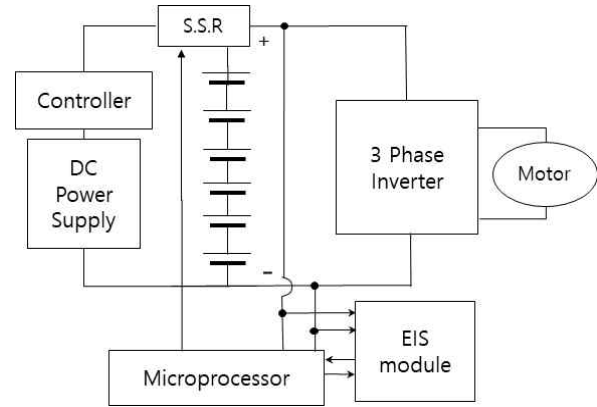 S.S.R
+
Controller
DC
Power
Supply
3 Phase
Inverter
Motor
-
EIS
module
Microprocessor